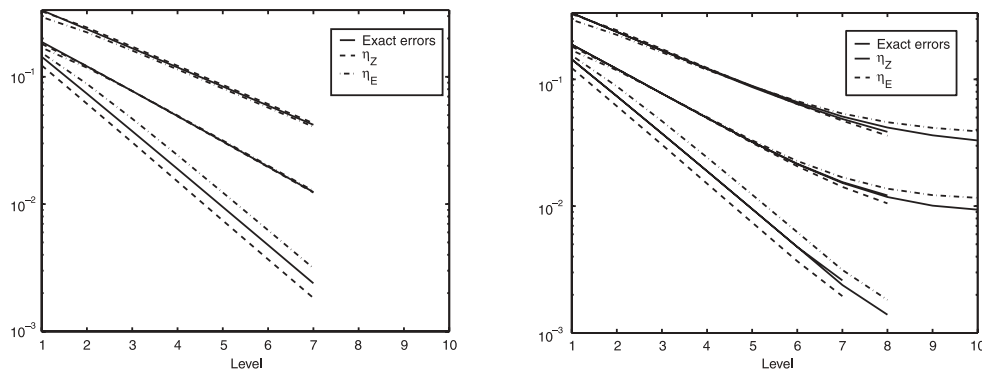 10⁻¹
10⁻²
10⁻³
1 2 3 4 5 6 7 8 9 10
Level
Exact errors
η_Z
η_E
10⁻¹
10⁻²
10⁻³
1 2 3 4 5 6 7 8 9 10
Level
Exact errors
η_Z
η_E